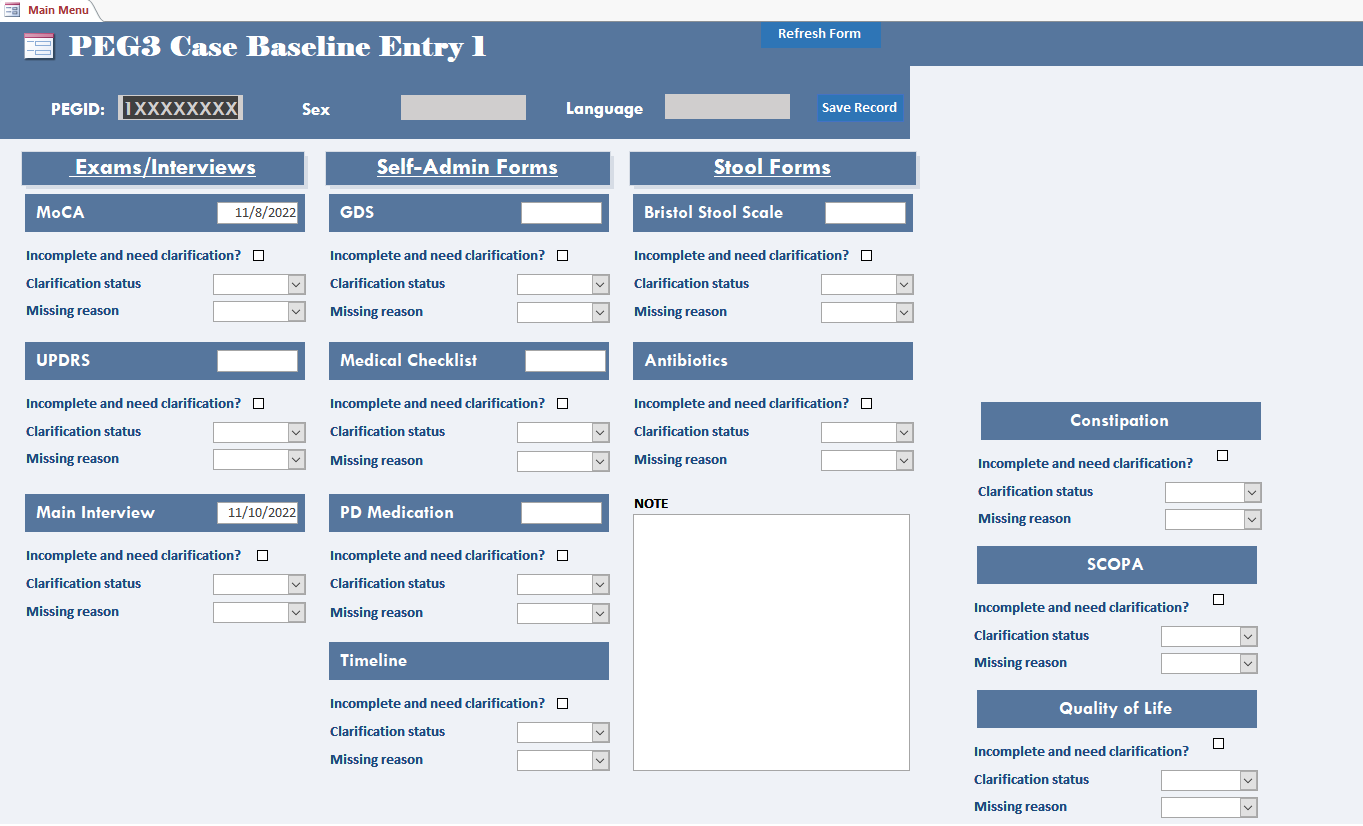 Main Menu
PEG3 Case Baseline Entry 1
Refresh Form
PEGID: 1XXXXXXXX Sex Language Save Record
Exams/Interviews
MoCA 11/8/2022
Incomplete and need clarification?
Clarification status
Missing reason
UPDRS
Incomplete and need clarification?
Clarification status
Missing reason
Main Interview 11/10/2022
Incomplete and need clarification?
Clarification status
Missing reason
Self-Admin Forms
GDS
Incomplete and need clarification?
Clarification status
Missing reason
Medical Checklist
Incomplete and need clarification?
Clarification status
Missing reason
PD Medication
Incomplete and need clarification?
Clarification status
Missing reason
Timeline
Incomplete and need clarification?
Clarification status
Missing reason
Stool Forms
Bristol Stool Scale
Incomplete and need clarification?
Clarification status
Missing reason
Antibiotics
Incomplete and need clarification?
Clarification status
Missing reason
NOTE
Constipation
Incomplete and need clarification?
Clarification status
Missing reason
SCOPA
Incomplete and need clarification?
Clarification status
Missing reason
Quality of Life
Incomplete and need clarification?
Clarification status
Missing reason